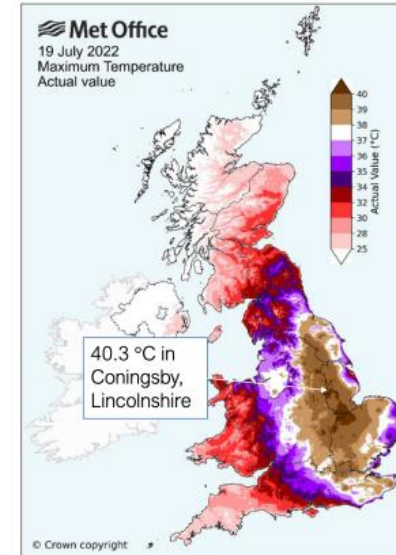 Met Office
19 July 2022
Maximum Temperature
Actual value
40
39
38
37
36
35
34
32
30
28
25
Actual Value (°C)
40.3 °C in
Coningsby,
Lincolnshire
© Crown copyright